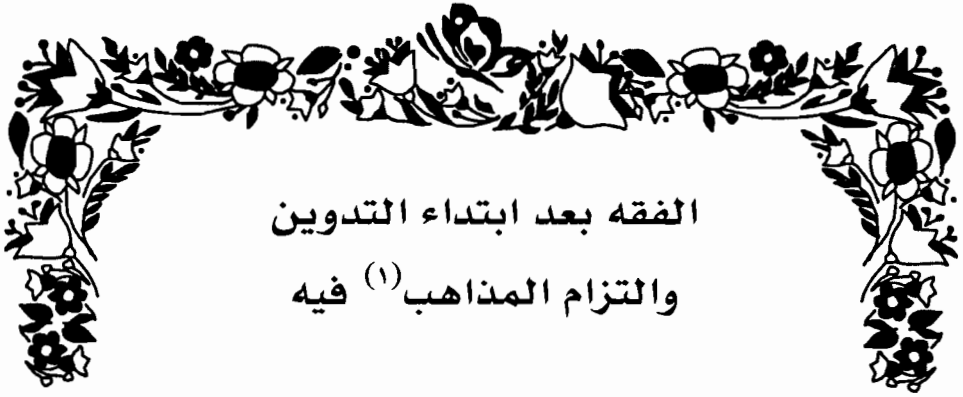 الفقه بعد ابتداء التدوين
والتزام المذاهب(١) فيه